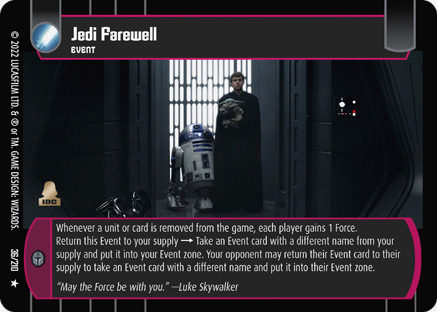 Jedi Farewell
EVENT
© 2022 LUCASFILM LTD. & ® or TM. GAME DESIGN: WIZARDS.
IDC
Whenever a unit or card is removed from the game, each player gains 1 Force.
Return this Event to your supply → Take an Event card with a different name from your
supply and put it into your Event zone. Your opponent may return their Event card to their
supply to take an Event card with a different name and put it into their Event zone.
"May the Force be with you." —Luke Skywalker